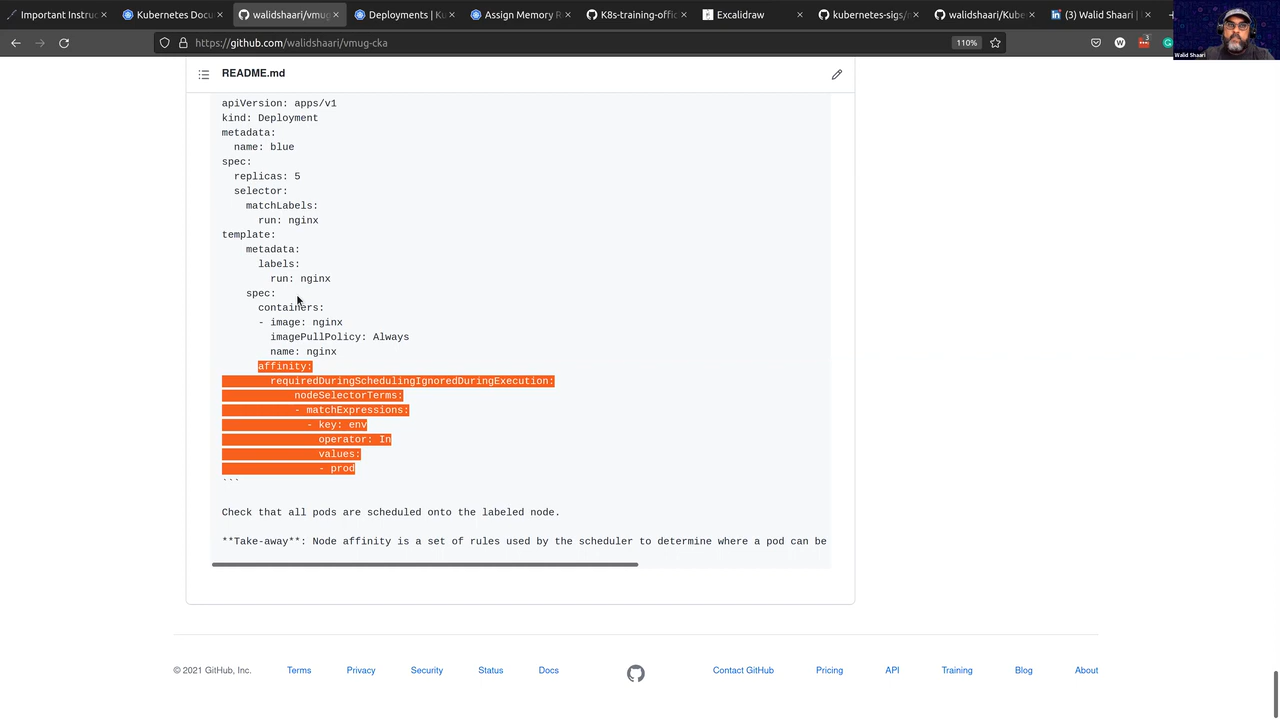 Important Instruc
Kubernetes Docu
walidshaari/vmug
Deployments | Ku
Assign Memory R
K8s-training-offic
Excalidraw
kubernetes-sigs/
walidshaari/Kube
(3) Walid Shaari |
https://github.com/walidshaari/vmug-cka
110%
Walid Shaari
README.md
apiVersion: apps/v1
kind: Deployment
metadata:
  name: blue
spec:
  replicas: 5
  selector:
    matchLabels:
      run: nginx
template:
    metadata:
      labels:
        run: nginx
    spec:
      containers:
      - image: nginx
        imagePullPolicy: Always
        name: nginx
      affinity:
        requiredDuringSchedulingIgnoredDuringExecution:
            nodeSelectorTerms:
            - matchExpressions:
              - key: env
                operator: In
                values:
                - prod
```
Check that all pods are scheduled onto the labeled node.
**Take-away**: Node affinity is a set of rules used by the scheduler to determine where a pod can be
© 2021 GitHub, Inc.
Terms
Privacy
Security
Status
Docs
Contact GitHub
Pricing
API
Training
Blog
About